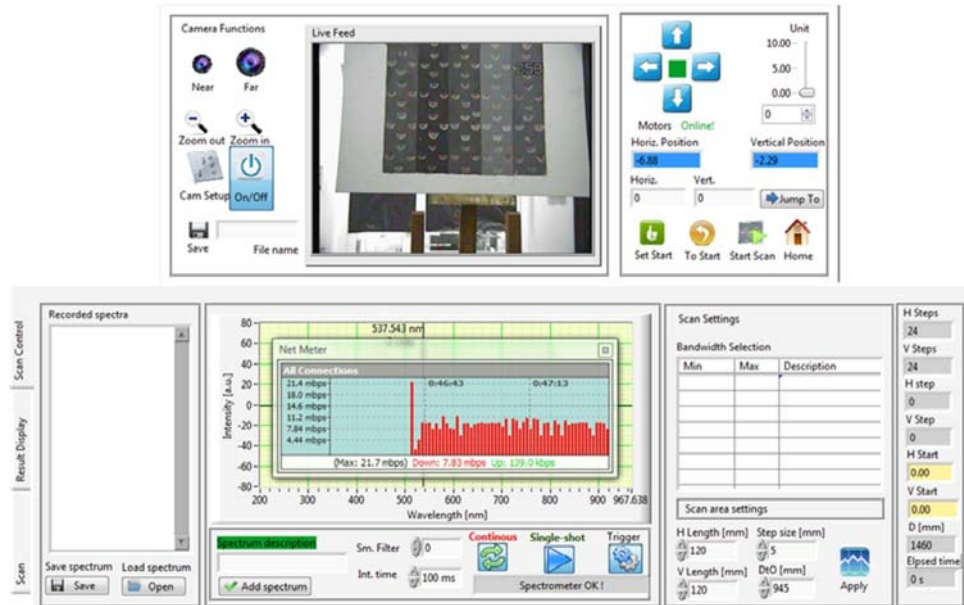 Camera Functions
Near Far
Zoom out Zoom in
Cam Setup On/Off
Save File name
Live Feed
Unit
10.00
5.00
0.00
0
Motors Online!
Horiz. Position Vertical Position
-6.88 -2.29
Horiz. Vert.
0 0 Jump To
Set Start To Start Start Scan Home
Scan Control
Result Display
Scan
Recorded spectra
Save spectrum Load spectrum
Save Open
Intensity [a.u.]
80
60
40
20
0
-20
-40
-60
-80
537.543 nm
Net Meter
All Connections
21.4 mbps 0:46:43 0:47:13
18.0 mbps
14.6 mbps
11.2 mbps
7.84 mbps
4.44 mbps
(Max: 21.7 mbps) Down: 7.83 mbps Up: 139.0 kbps
200 300 400 500 600 700 800 900 967.638
Wavelength [nm]
Spectrum description
Add spectrum
Sm. Filter 0
Int. time 100 ms
Continous Single-shot Trigger
Spectrometer OK !
Scan Settings
Bandwidth Selection
Min Max Description
Scan area settings
H Length [mm] Step size [mm]
120 5
V Length [mm] DtO [mm]
120 945
Apply
H Steps
24
V Steps
24
H step
0
V Step
0
H Start
0.00
V Start
0.00
D [mm]
1460
Elpsed time
0 s